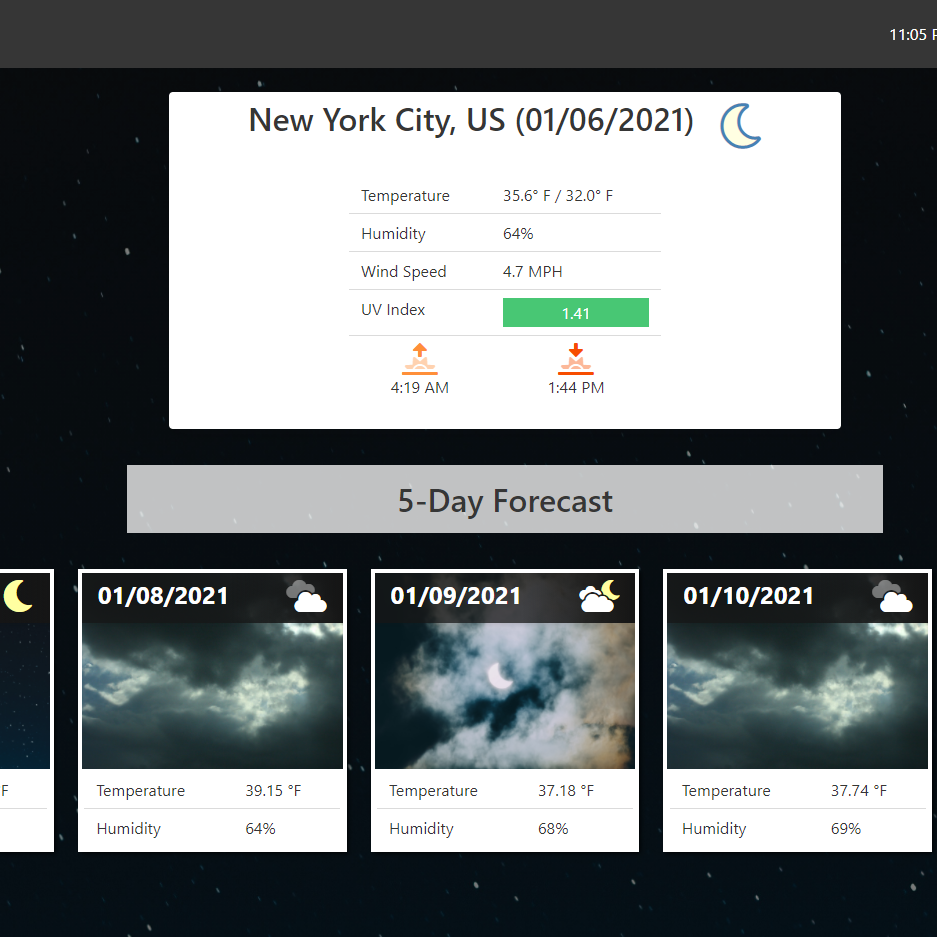 11:05 P
New York City, US (01/06/2021)
Temperature 35.6° F / 32.0° F
Humidity 64%
Wind Speed 4.7 MPH
UV Index 1.41
4:19 AM 1:44 PM
5-Day Forecast
01/08/2021 01/09/2021 01/10/2021
F Temperature 39.15 °F Temperature 37.18 °F Temperature 37.74 °F
Humidity 64% Humidity 68% Humidity 69%